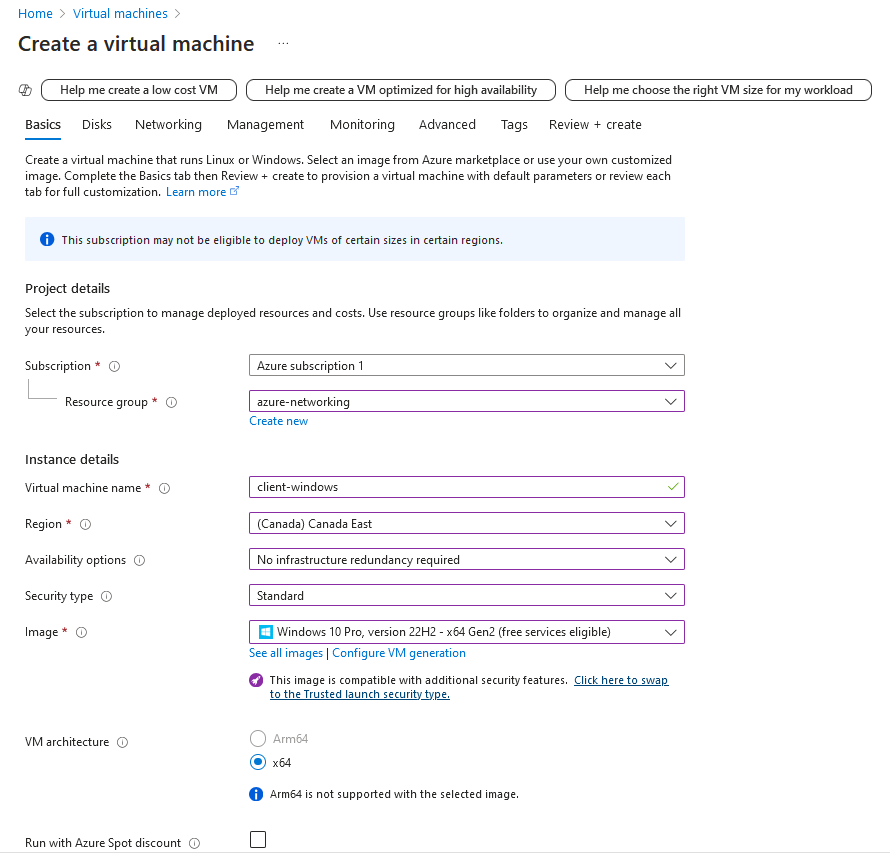 Home > Virtual machines >
Create a virtual machine ...
Help me create a low cost VM Help me create a VM optimized for high availability Help me choose the right VM size for my workload
Basics Disks Networking Management Monitoring Advanced Tags Review + create
Create a virtual machine that runs Linux or Windows. Select an image from Azure marketplace or use your own customized
image. Complete the Basics tab then Review + create to provision a virtual machine with default parameters or review each
tab for full customization. Learn more
This subscription may not be eligible to deploy VMs of certain sizes in certain regions.
Project details
Select the subscription to manage deployed resources and costs. Use resource groups like folders to organize and manage all
your resources.
Subscription * Azure subscription 1
Resource group * azure-networking
Create new
Instance details
Virtual machine name * client-windows
Region * (Canada) Canada East
Availability options No infrastructure redundancy required
Security type Standard
Image * Windows 10 Pro, version 22H2 - x64 Gen2 (free services eligible)
See all images | Configure VM generation
This image is compatible with additional security features. Click here to swap
to the Trusted launch security type.
VM architecture Arm64
x64
Arm64 is not supported with the selected image.
Run with Azure Spot discount